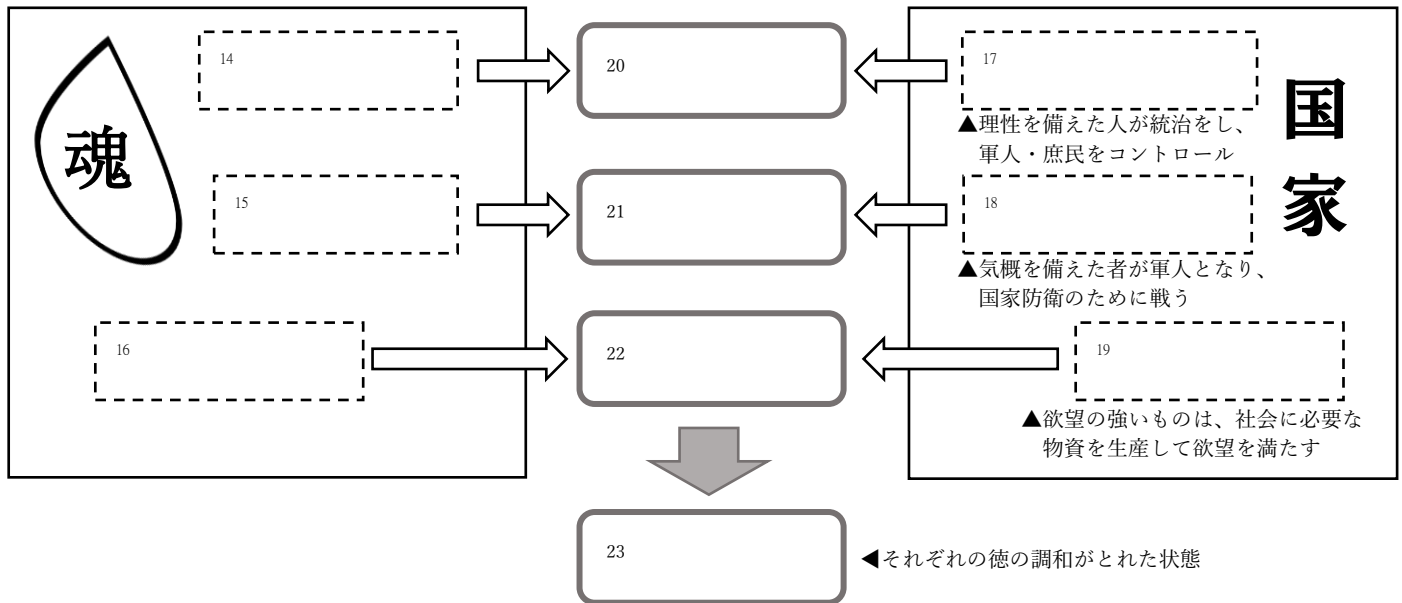 魂
14
15
16
20
21
22
23
17
▲理性を備えた人が統治をし、
軍人・庶民をコントロール
18
▲気概を備えた者が軍人となり、
国家防衛のために戦う
19
▲欲望の強いものは、社会に必要な
物資を生産して欲望を満たす
国家
◀それぞれの徳の調和がとれた状態